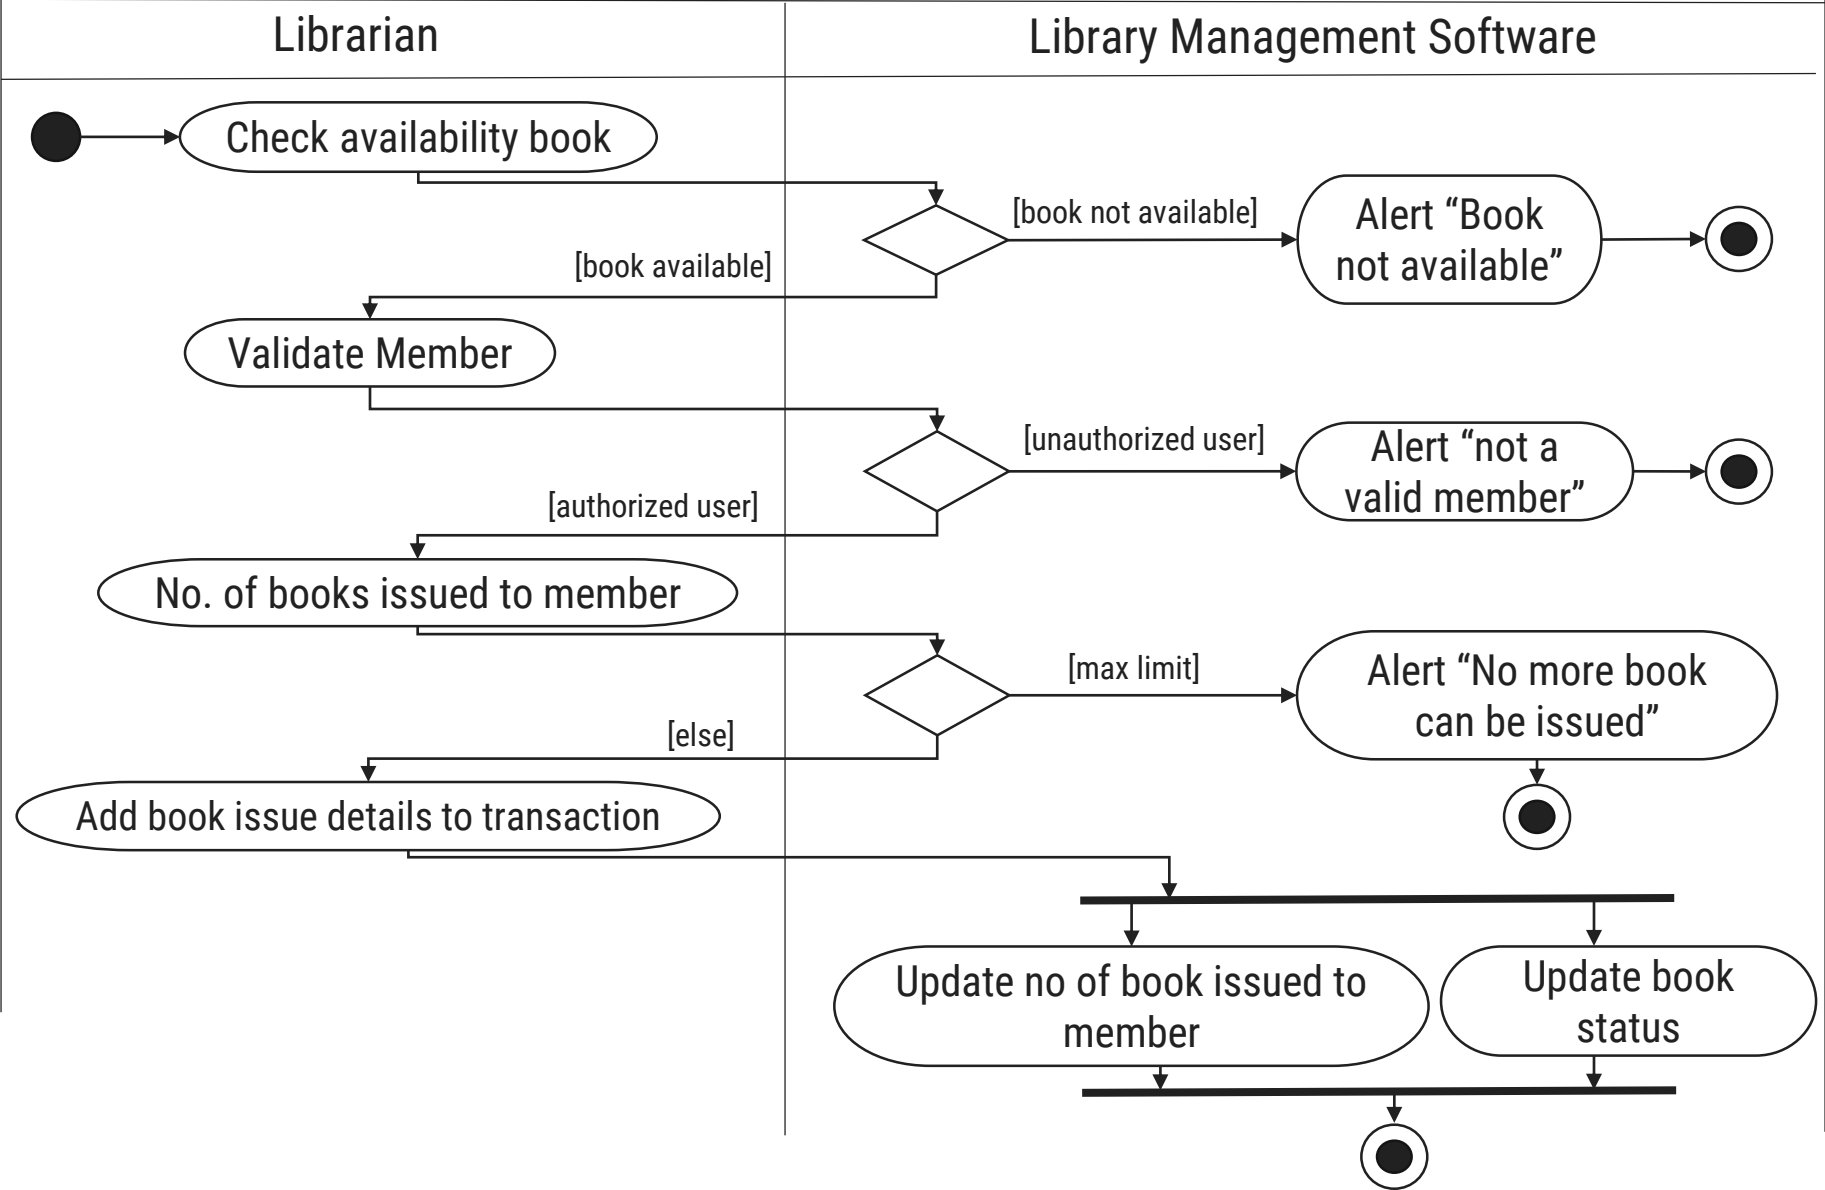 Librarian
Library Management Software
Check availability book
[book not available]
Alert “Book
not available”
[book available]
Validate Member
[unauthorized user]
Alert “not a
valid member”
[authorized user]
No. of books issued to member
[max limit]
Alert “No more book
can be issued”
[else]
Add book issue details to transaction
Update no of book issued to
member
Update book
status